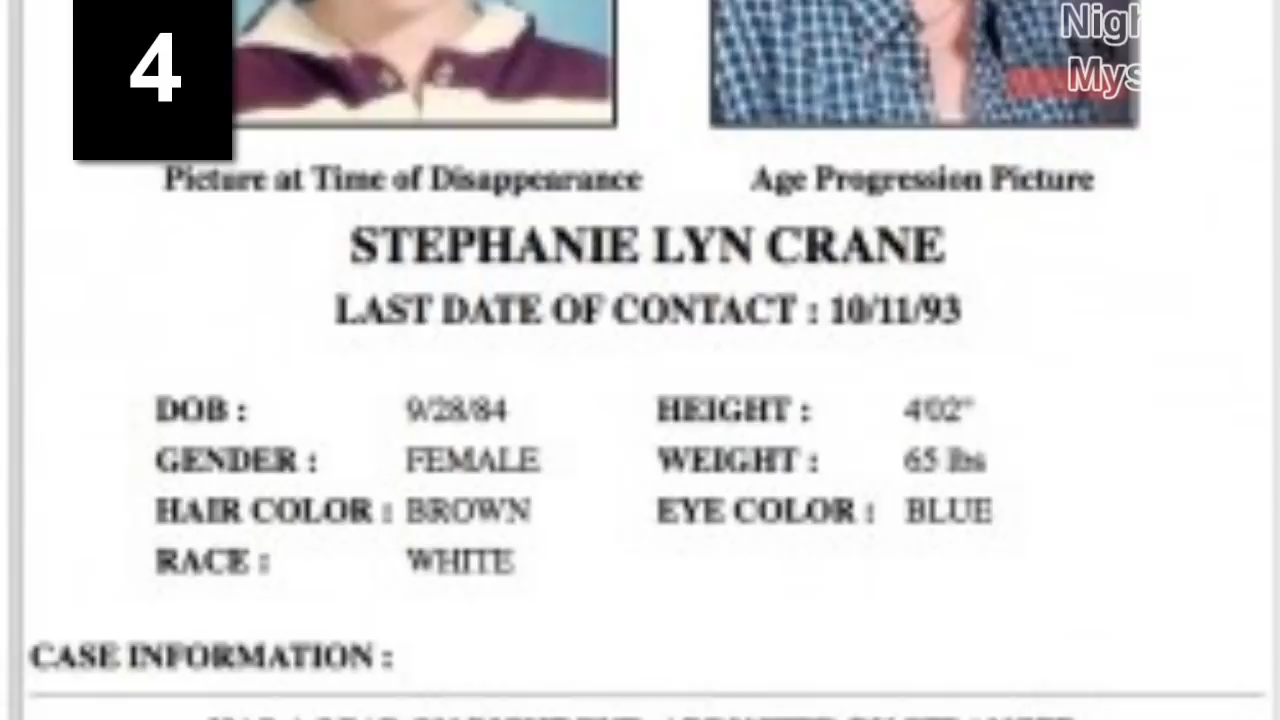 4
Nigh
Mys
Picture at Time of Disappearance
Age Progression Picture
STEPHANIE LYN CRANE
LAST DATE OF CONTACT : 10/11/93
DOB : 9/28/84 HEIGHT : 4'02"
GENDER : FEMALE WEIGHT : 65 lbs
HAIR COLOR : BROWN EYE COLOR : BLUE
RACE : WHITE
CASE INFORMATION :